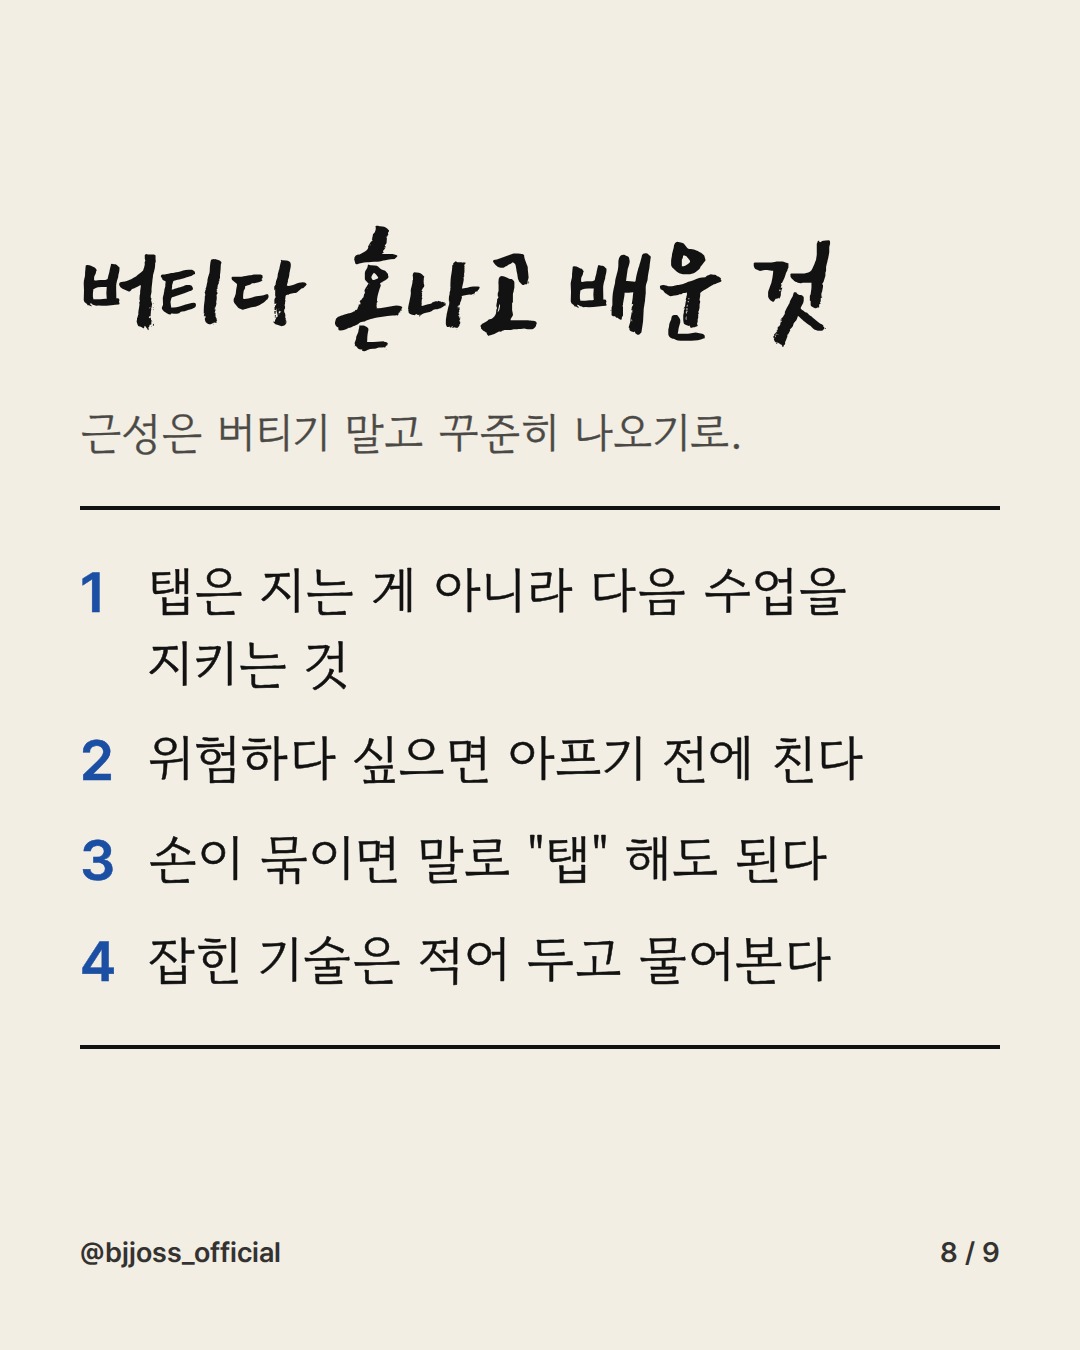 버티다 혼나고 배운 것
근성은 버티기 말고 꾸준히 나오기로.
1 탭은 지는 게 아니라 다음 수업을
지키는 것
2 위험하다 싶으면 아프기 전에 친다
3 손이 묶이면 말로 "탭" 해도 된다
4 잡힌 기술은 적어 두고 물어본다
@bjjoss_official
8 / 9